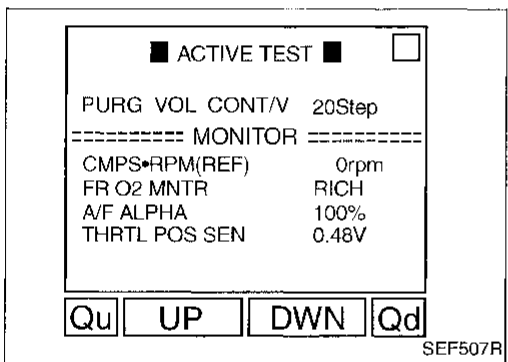 ■ ACTIVE TEST ■
PURG VOL CONT/V 20Step
========= MONITOR =========
CMPS•RPM(REF) 0rpm
FR O2 MNTR RICH
A/F ALPHA 100%
THRTL POS SEN 0.48V
Qu UP DWN Qd
SEF507R